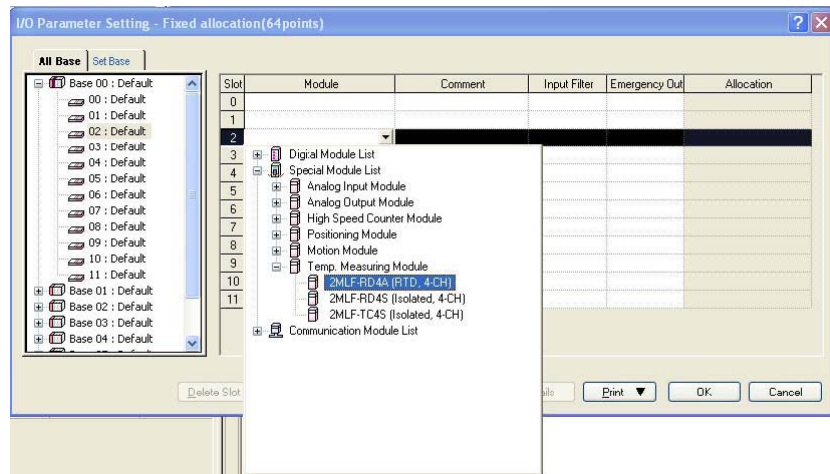 I/O Parameter Setting - Fixed allocation(64points)
All Base Set Base
Base 00 : Default
00 : Default
01 : Default
02 : Default
03 : Default
04 : Default
05 : Default
06 : Default
07 : Default
08 : Default
09 : Default
10 : Default
11 : Default
Base 01 : Default
Base 02 : Default
Base 03 : Default
Base 04 : Default
Slot Module Comment Input Filter Emergency Out Allocation
0
1
2
3
4
5
6
7
8
9
10
11
Digital Module List
Special Module List
Analog Input Module
Analog Output Module
High Speed Counter Module
Positioning Module
Motion Module
Temp. Measuring Module
2MLF-RD4A (RTD, 4-CH)
2MLF-RD4S (Isolated, 4-CH)
2MLF-TC4S (Isolated, 4-CH)
Communication Module List
Delete Slot Print OK Cancel